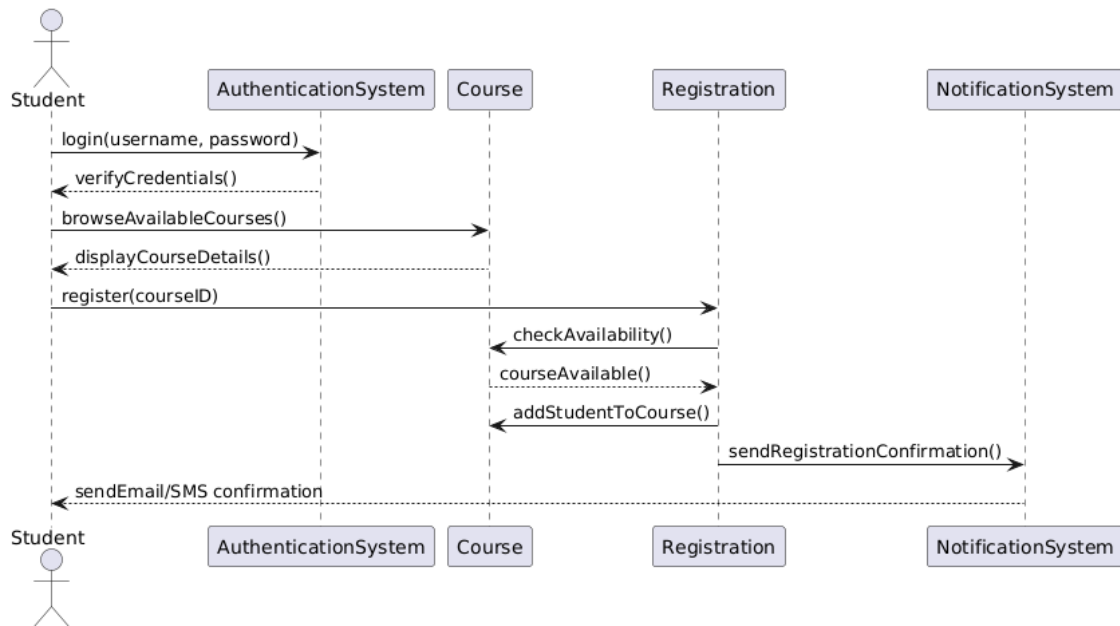 Student
AuthenticationSystem
Course
Registration
NotificationSystem
login(username, password)
verifyCredentials()
browseAvailableCourses()
displayCourseDetails()
register(courseID)
checkAvailability()
courseAvailable()
addStudentToCourse()
sendRegistrationConfirmation()
sendEmail/SMS confirmation
Student
AuthenticationSystem
Course
Registration
NotificationSystem